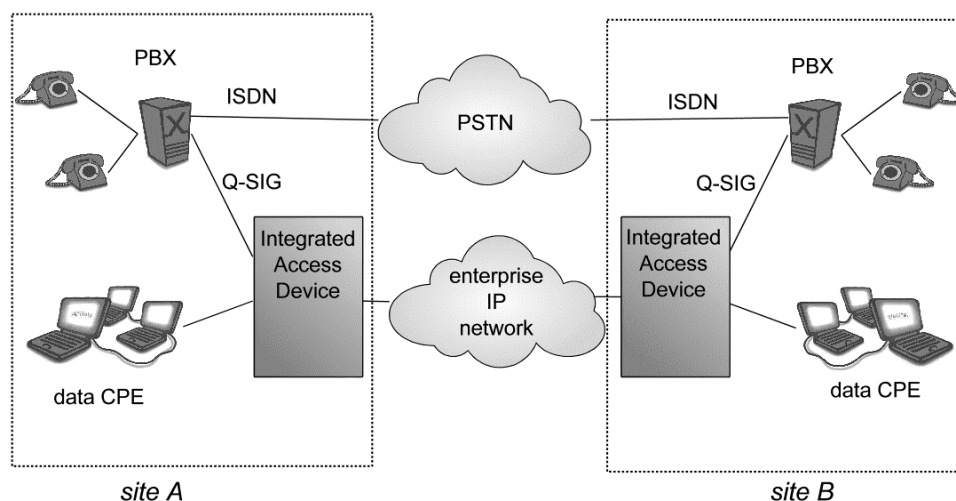 PBX
ISDN
PSTN
ISDN
PBX
Q-SIG
Q-SIG
Integrated
Access
Device
enterprise
IP
network
Integrated
Access
Device
data CPE
data CPE
site A
site B